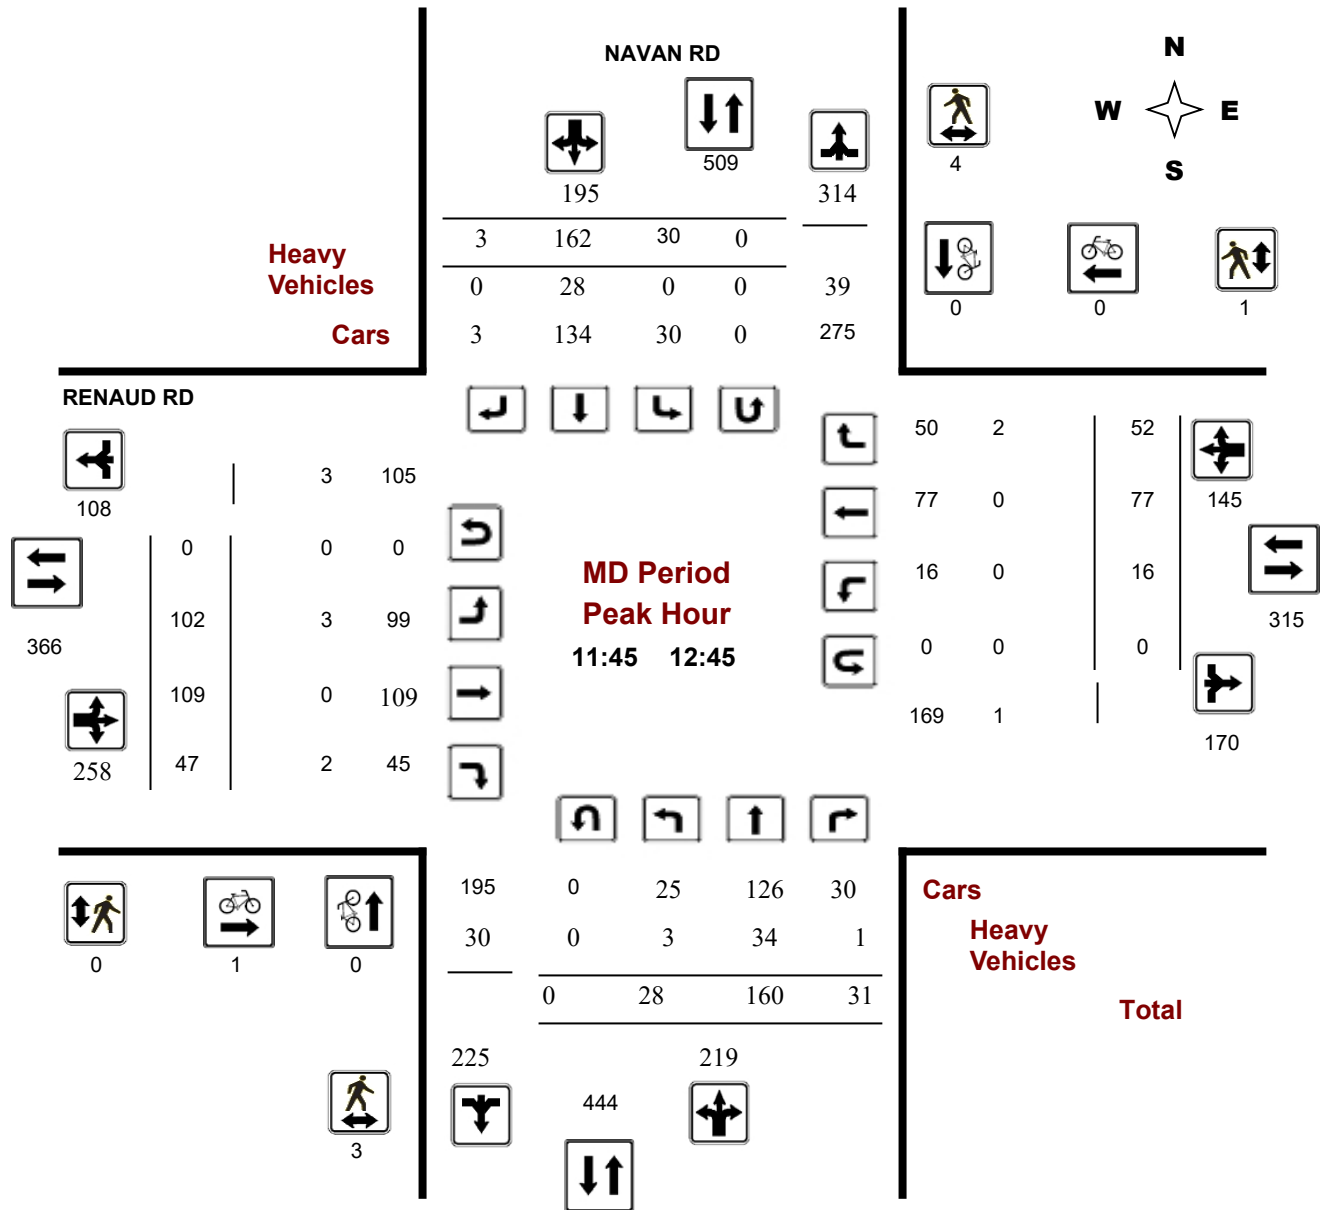 NAVAN RD
N
W E
S
509
4
195
314
3 162 30 0
Heavy
Vehicles
0 28 0 0 39
Cars
3 134 30 0 275
0 0 1
RENAUD RD
50 2 52
3 105
108
77 0 77
145
0 0 0
MD Period
Peak Hour
11:45 12:45
16 0 16
315
102 3 99
366
0 0 0
109 0 109
169 1
170
258
47 2 45
195 0 25 126 30
Cars
30 0 3 34 1
Heavy
Vehicles
0 1 0
0 28 160 31
Total
225 219
444
3